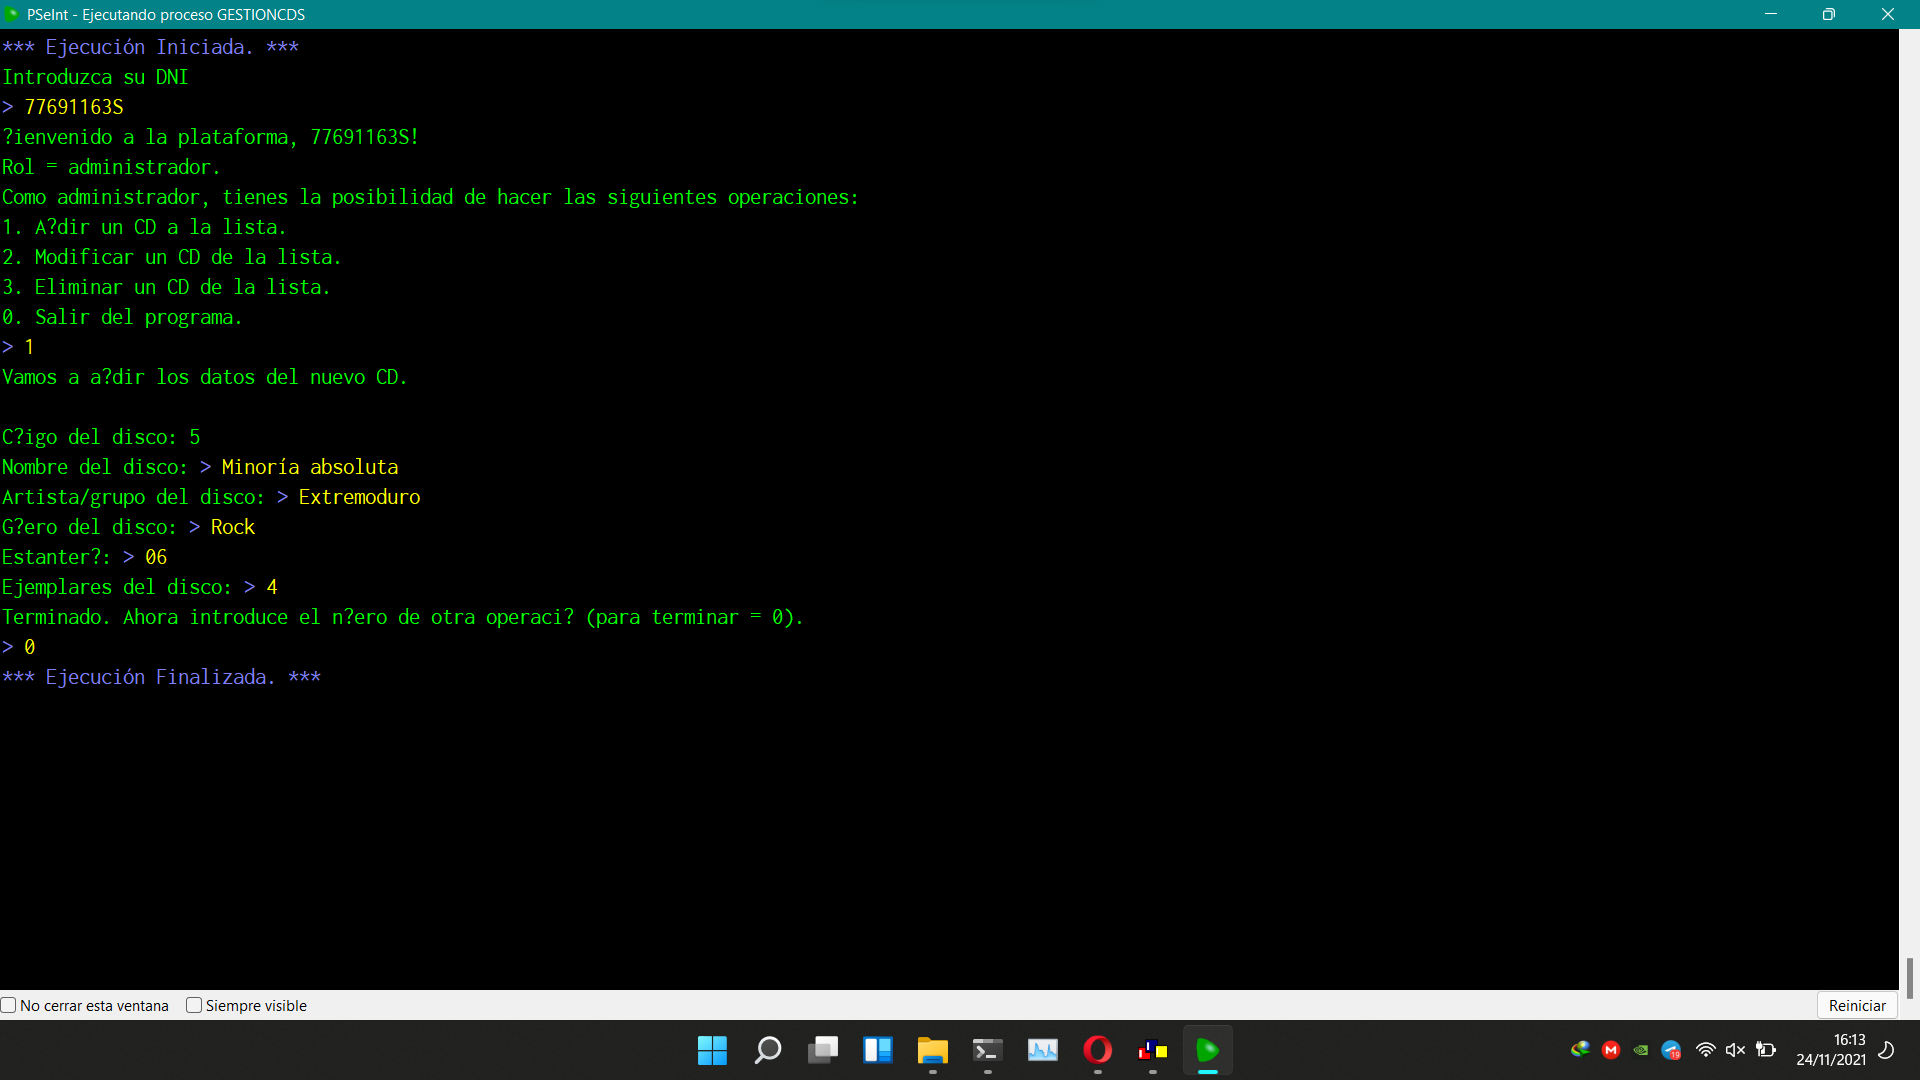 PSeInt - Ejecutando proceso GESTIONCDS
*** Ejecución Iniciada. ***
Introduzca su DNI
> 77691163S
?ienvenido a la plataforma, 77691163S!
Rol = administrador.
Como administrador, tienes la posibilidad de hacer las siguientes operaciones:
1. A?dir un CD a la lista.
2. Modificar un CD de la lista.
3. Eliminar un CD de la lista.
0. Salir del programa.
> 1
Vamos a a?dir los datos del nuevo CD.
C?igo del disco: 5
Nombre del disco: > Minoría absoluta
Artista/grupo del disco: > Extremoduro
G?ero del disco: > Rock
Estanter?: > 06
Ejemplares del disco: > 4
Terminado. Ahora introduce el n?ero de otra operaci? (para terminar = 0).
> 0
*** Ejecución Finalizada. ***
No cerrar esta ventana Siempre visible Reiniciar
16:13
24/11/2021